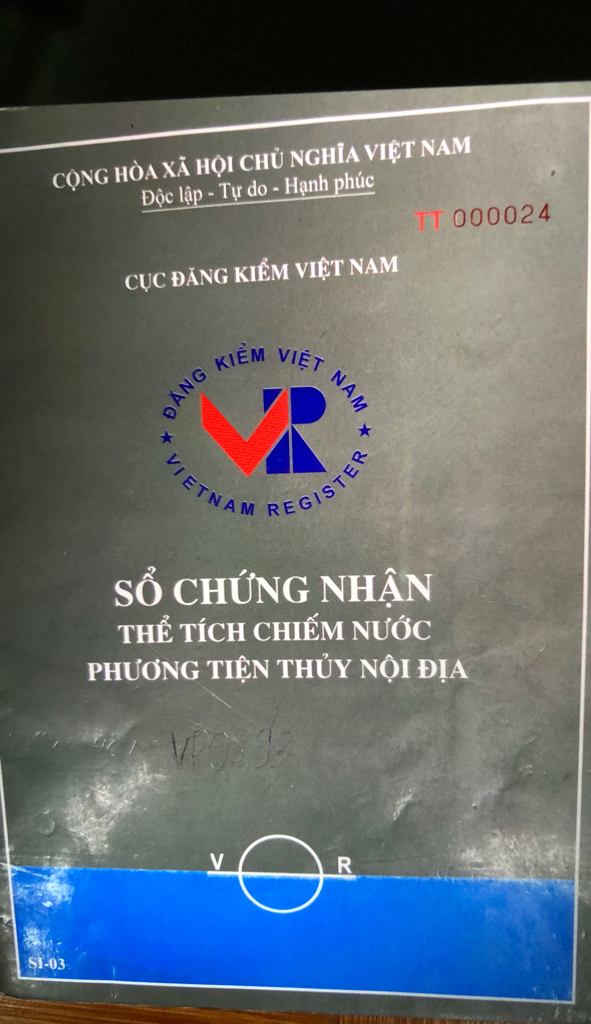 CỘNG HÒA XÃ HỘI CHỦ NGHĨA VIỆT NAM
Độc lập - Tự do - Hạnh phúc
TT 000024
CỤC ĐĂNG KIỂM VIỆT NAM
ĐĂNG KIỂM VIỆT NAM
VR
VIETNAM REGISTER
SỔ CHỨNG NHẬN
THỂ TÍCH CHIẾM NƯỚC
PHƯƠNG TIỆN THỦY NỘI ĐỊA
V R
SI-03